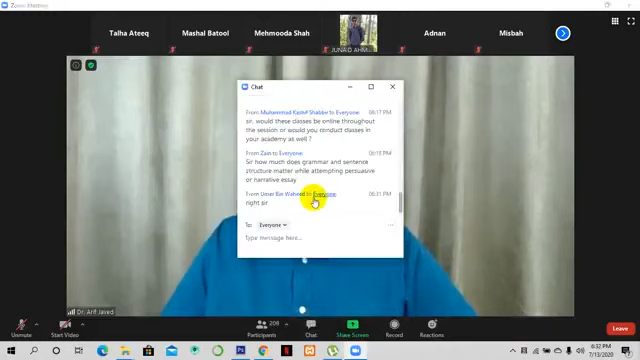 Zoom Meeting
Talha Ateeq
Mashal Batool
Mehmooda Shah
JUNAID AHM...
Adnan
Misbah
Chat
From Muhammad Kashif Shabbir to Everyone: 06:17 PM
sir, would these classes be online throughout
the session or would you conduct classes in
your academy as well ?
From Zain to Everyone: 06:18 PM
Sir how much does grammar and sentence
structure matter while attempting persuasive
or narrative essay
From Umer Bin Waheed to Everyone: 06:31 PM
right sir
To: Everyone
Type message here...
Dr. Arif Javed
Unmute
Start Video
Participants
209
Chat
Share Screen
Record
Reactions
Leave
6:32 PM
7/13/2020